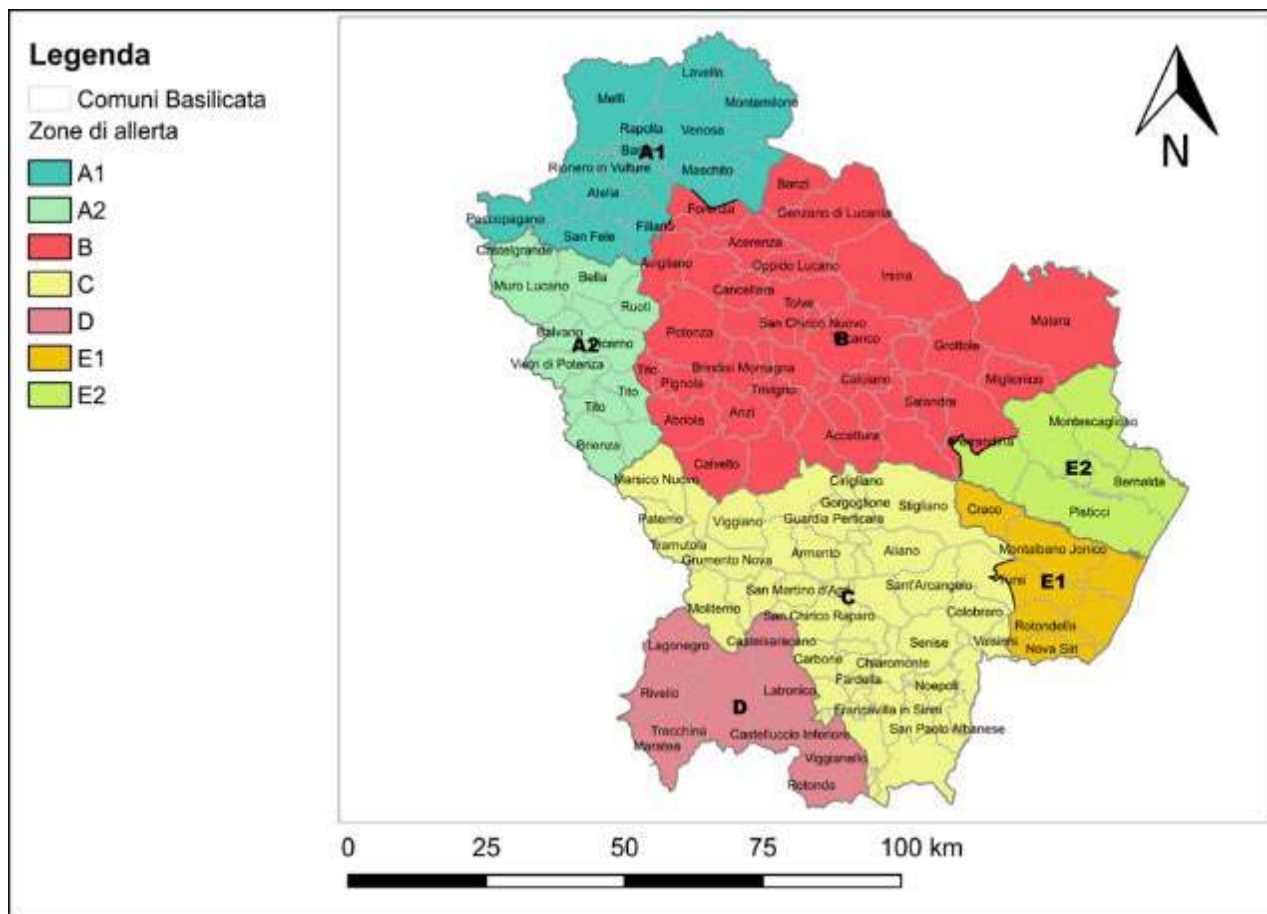 Legenda
Comuni Basilicata
Zone di allerta
A1
A2
B
C
D
E1
E2
N
Lavello
Melfi
Montemilone
Rapolla
Venosa
A1
Rionero in Vulture
Maschito
Atella
Banzi
Forenza
Genzano di Lucania
Pescopagano
Filiano
San Fele
Acerenza
Castelgrande
Avigliano
Oppido Lucano
Bella
Irsina
Muro Lucano
Cancellara
Ruoti
Tolve
San Chirico Nuovo
Matera
Balvano
Potenza
B
A2
Grottole
Vietri di Potenza
Tito
Brindisi Montagna
Calciano
Miglionico
Pignola
Trivigno
Tito
Salandra
Tito
Anzi
Abriola
Montescaglioso
Accettura
Brienza
Calvello
E2
Marsico Nuovo
Cirigliano
Bernalda
Gorgoglione
Stigliano
Craco
Pisticci
Paterno
Viggiano
Guardia Perticara
Tramutola
Armento
Aliano
Montalbano Jonico
Grumento Nova
Sant'Arcangelo
Tursi
E1
San Martino d'Agri
C
Moliterno
Colobraro
San Chirico Raparo
Rotondella
Lagonegro
Castelsaraceno
Senise
Valsinni
Nova Siri
Carbone
Chiaromonte
Fardella
Noepoli
Rivello
Latronico
D
Francavilla in Sinni
Trecchina
Castelluccio Inferiore
San Paolo Albanese
Maratea
Viggianello
Rotonda
0 25 50 75 100 km